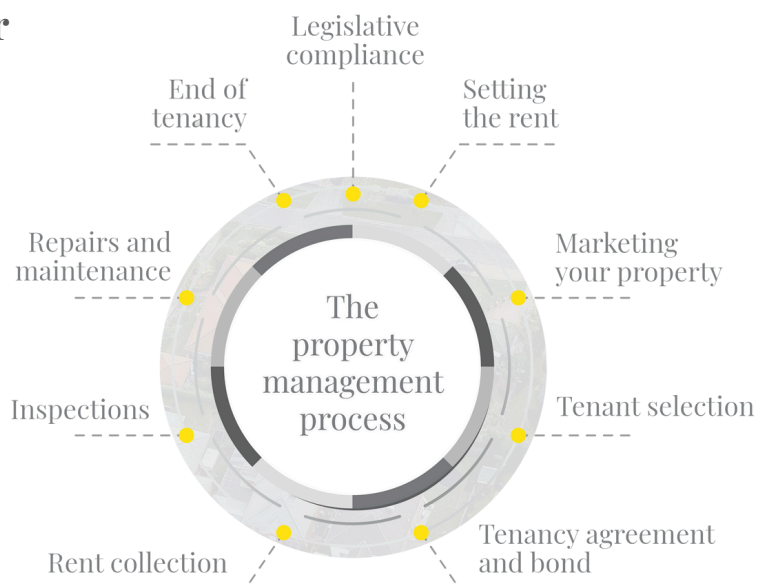 Legislative
compliance
Setting
the rent
Marketing
your property
Tenant selection
Tenancy agreement
and bond
Rent collection
Inspections
Repairs and
maintenance
End of
tenancy
The
property
management
process